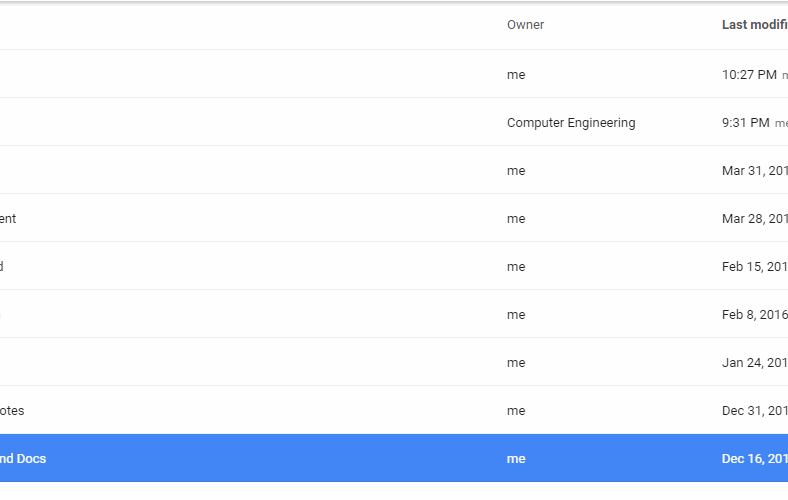 Owner Last modifi
me 10:27 PM m
Computer Engineering 9:31 PM me
me Mar 31, 201
ent me Mar 28, 201
d me Feb 15, 201
me Feb 8, 2016
me Jan 24, 201
otes me Dec 31, 201
nd Docs me Dec 16, 201